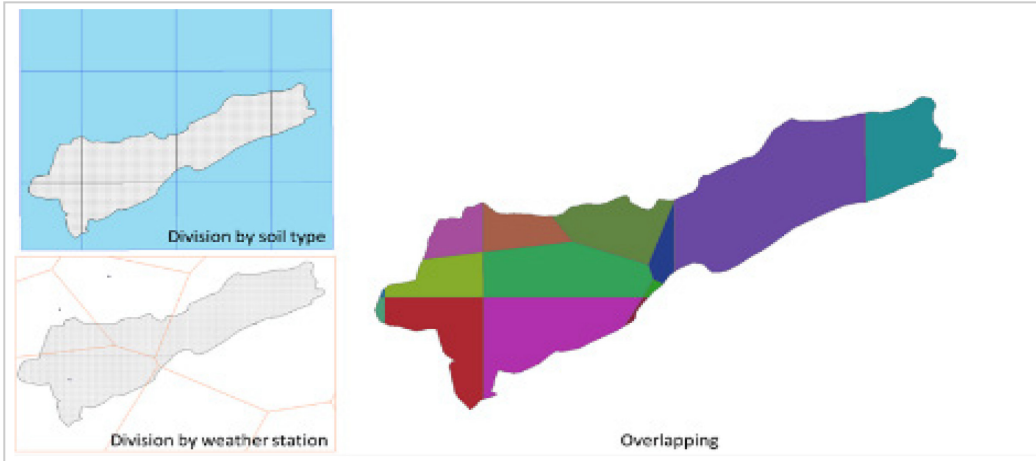 Division by soil type
Division by weather station
Overlapping